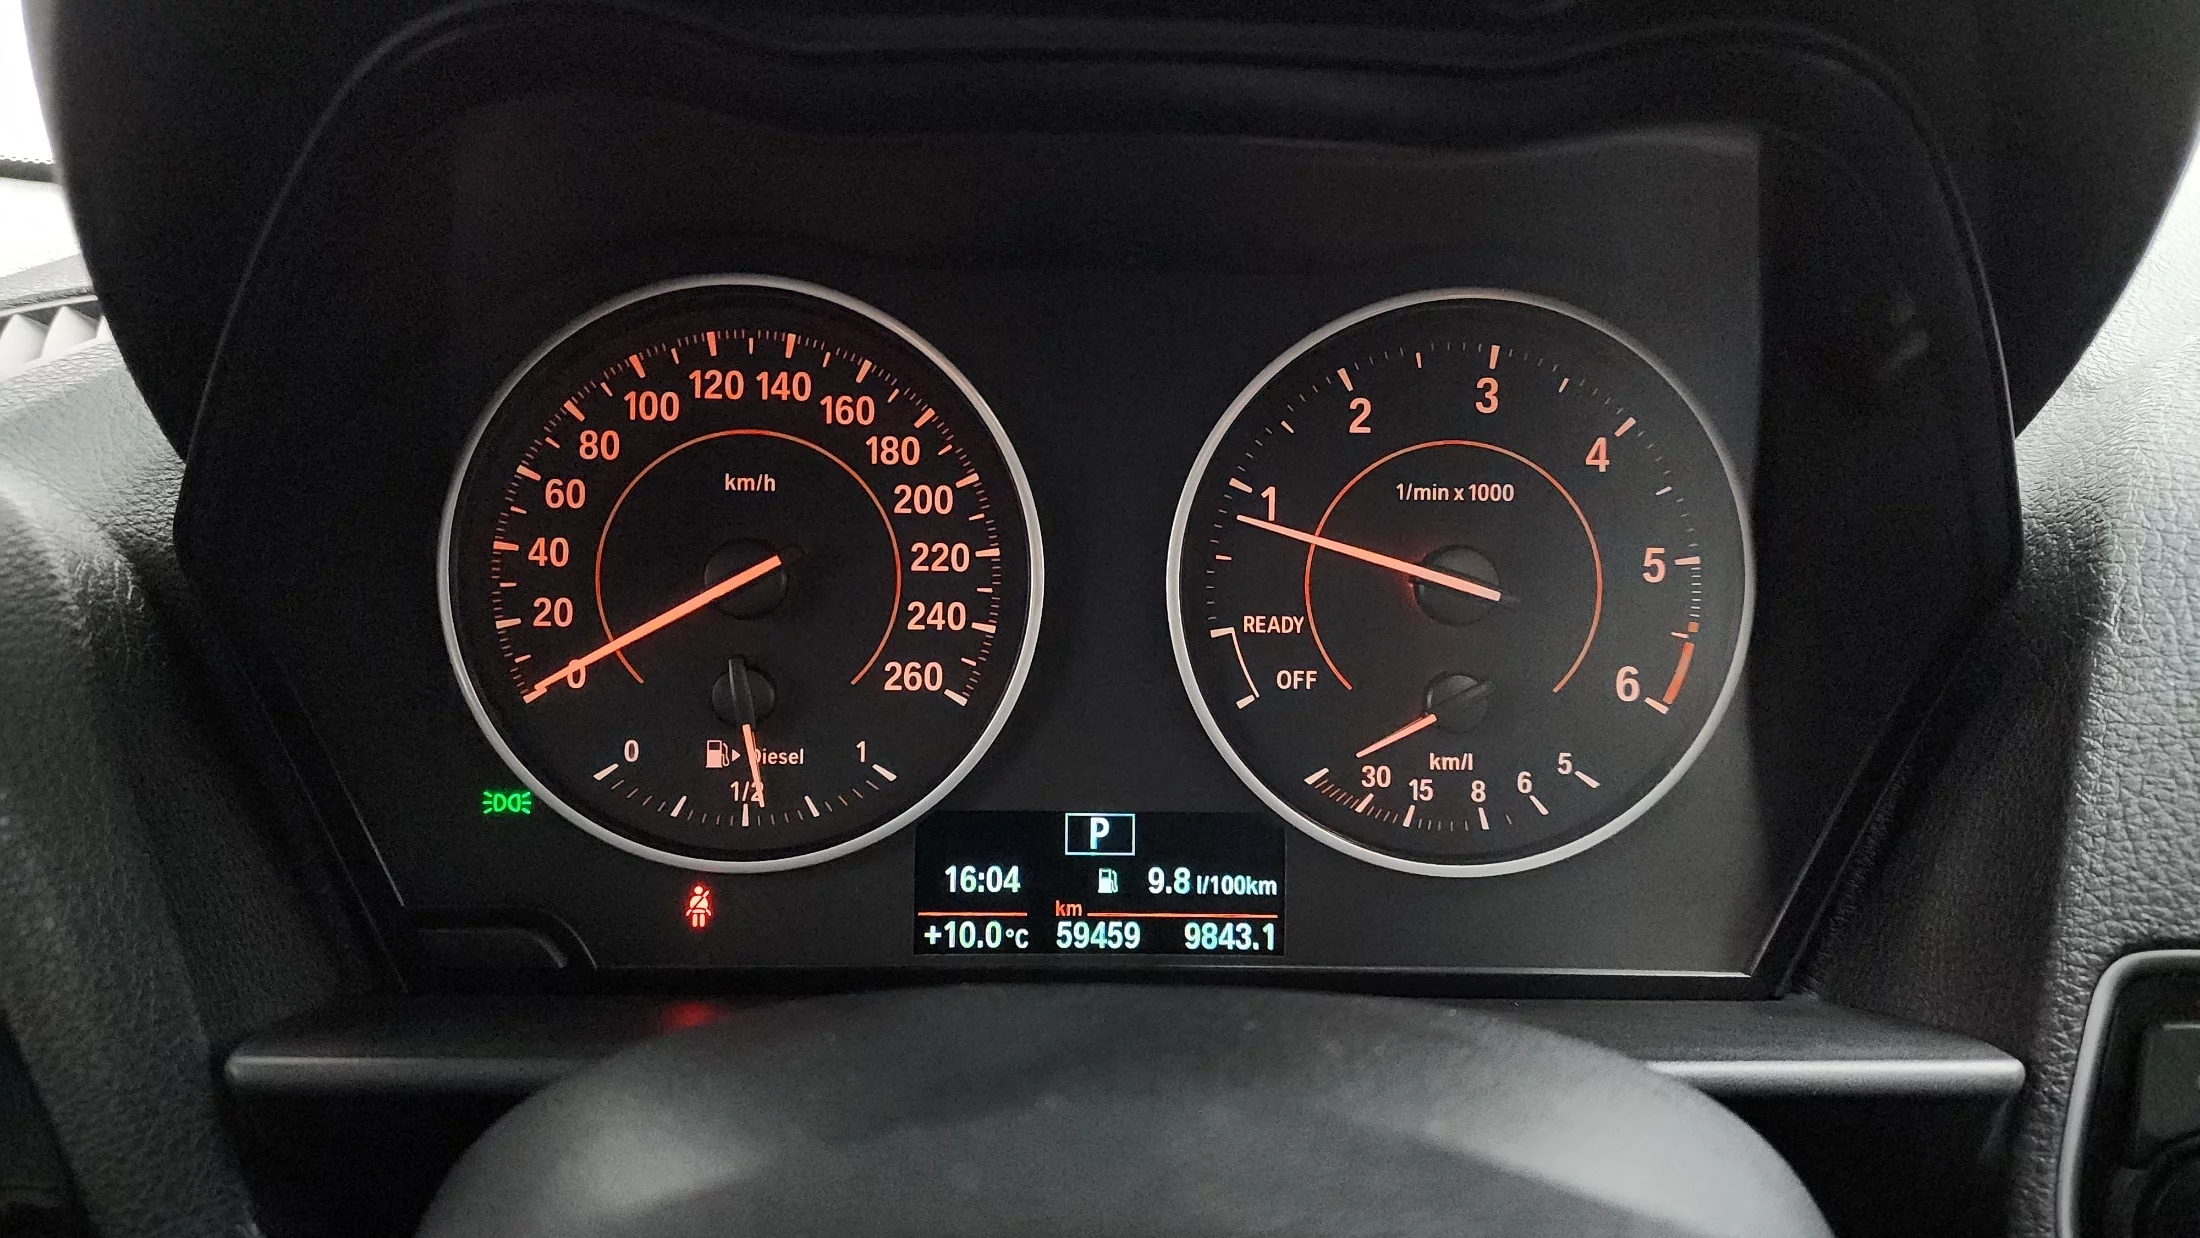 120 140
100 160
80 180
60 200
40 220
20 240
0 260
km/h
0 Diesel 1
1/2
3
2
4
1
5
6
1/min x 1000
READY
OFF
km/l
30 15 8 6 5
P
16:04 9.8 l/100km
km
+10.0°C 59459 9843.1